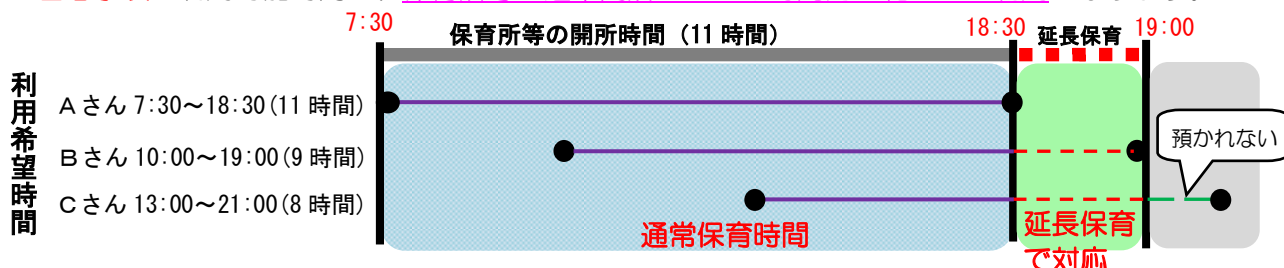 7:30
保育所等の開所時間（11 時間）
18:30
延長保育
19:00
利用希望時間
Ａさん 7:30～18:30(11 時間)
Ｂさん 10:00～19:00(9 時間)
Ｃさん 13:00～21:00(8 時間)
預かれない
通常保育時間
延長保育
で対応